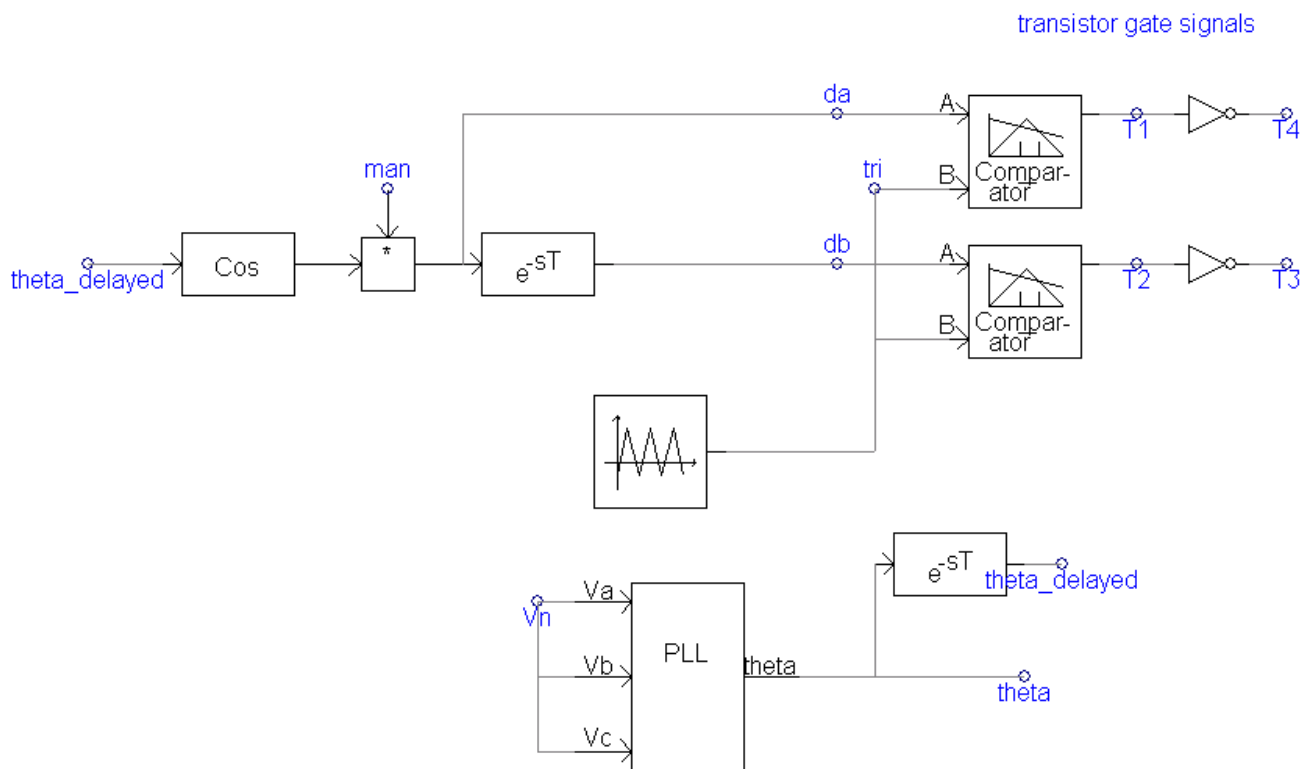 transistor gate signals
da
A
T1
T4
man
tri
B
Compar-
ator
theta_delayed
Cos
*
e-sT
db
A
T2
T3
B
Compar-
ator
e-sT
theta_delayed
Vn
Va
PLL
Vb
theta
theta
Vc